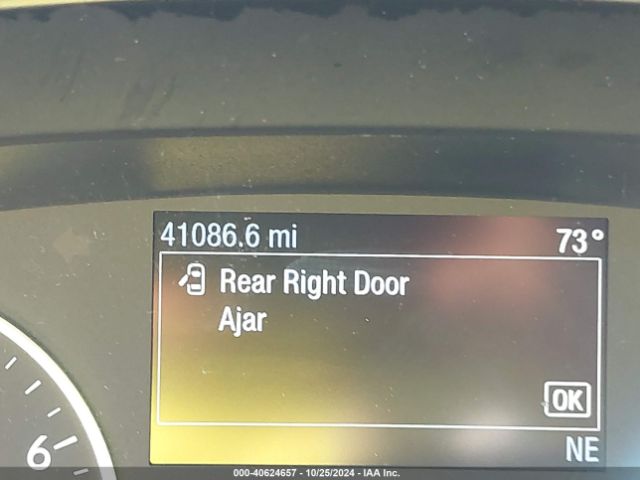 41086.6 mi
73°
Rear Right Door
Ajar
OK
NE
6
000-40624657 - 10/25/2024 - IAA Inc.